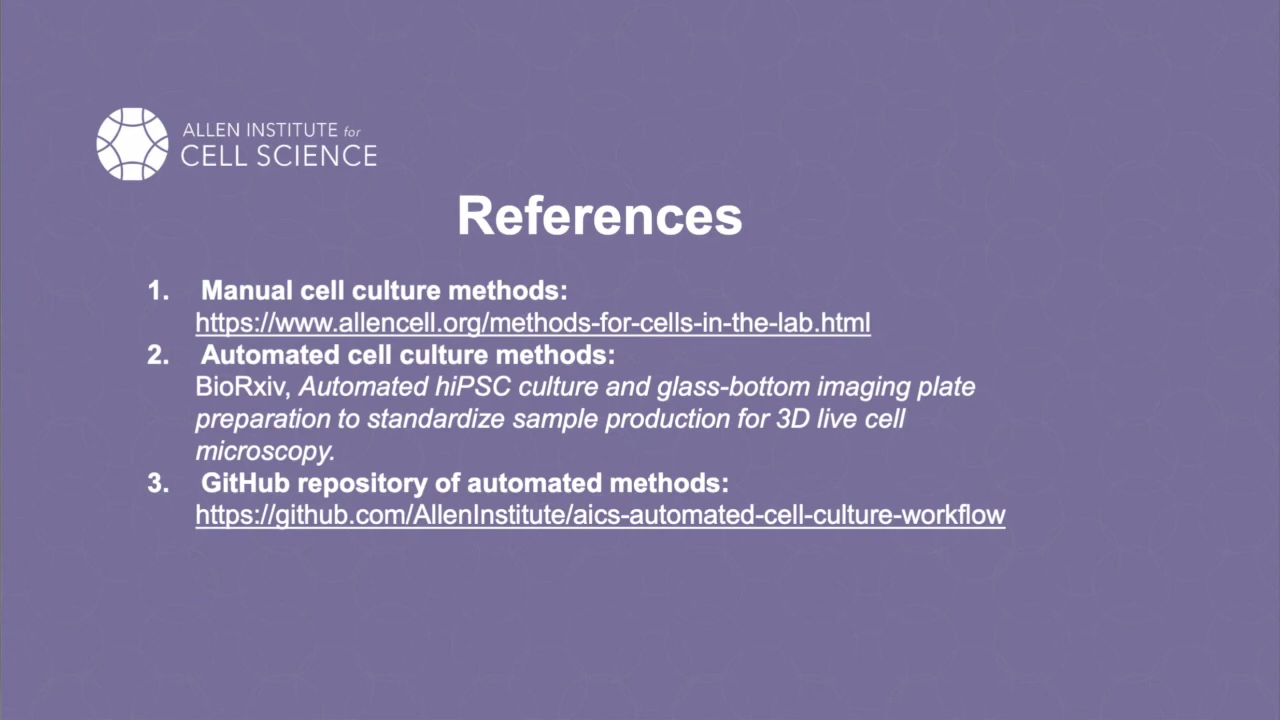 ALLEN INSTITUTE for
CELL SCIENCE
References
1. Manual cell culture methods:
https://www.allencell.org/methods-for-cells-in-the-lab.html
2. Automated cell culture methods:
BioRxiv, Automated hiPSC culture and glass-bottom imaging plate
preparation to standardize sample production for 3D live cell
microscopy.
3. GitHub repository of automated methods:
https://github.com/AllenInstitute/aics-automated-cell-culture-workflow